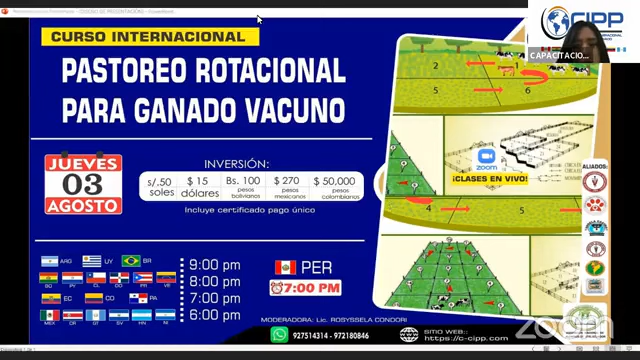 CIPP
CAPACITACIO...
CURSO INTERNACIONAL
PASTOREO ROTACIONAL
PARA GANADO VACUNO
JUEVES
03
AGOSTO
INVERSIÓN:
s/.50 soles
$ 15 dólares
Bs. 100 pesos bolivianos
$ 270 pesos mexicanos
$ 50,000 pesos colombianos
Incluye certificado pago único
ARG UY BR 9:00 pm
BO PY CL DO PR VE 8:00 pm
EC CO PA 7:00 pm
MEX CR GT SV HN NI 6:00 pm
PER
7:00 PM
2 1
5 6
zoom
¡CLASES EN VIVO!
4 5
ALIADOS:
MODERADORA: Lic. ROSYSSELA CONDORI
927514314 - 972180846
SITIO WEB:
https://c-cipp.com/
zoom